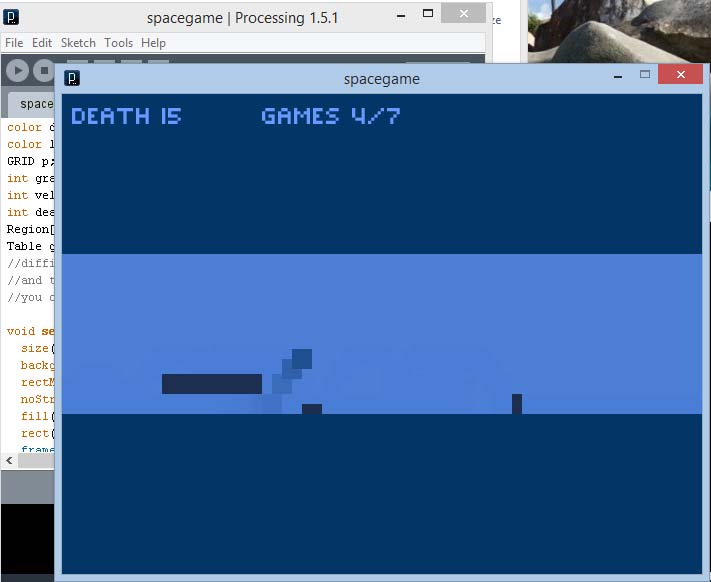 spacegame | Processing 1.5.1
File Edit Sketch Tools Help
spacegame
space
DEATH 15 GAMES 4/7
color d
color l
GRID p;
int gra
int vel
int dea
Region[
Table g
//diffi
//and t
//you c
void se
size(
backg
rectM
noStr
fill(
rect(
frame